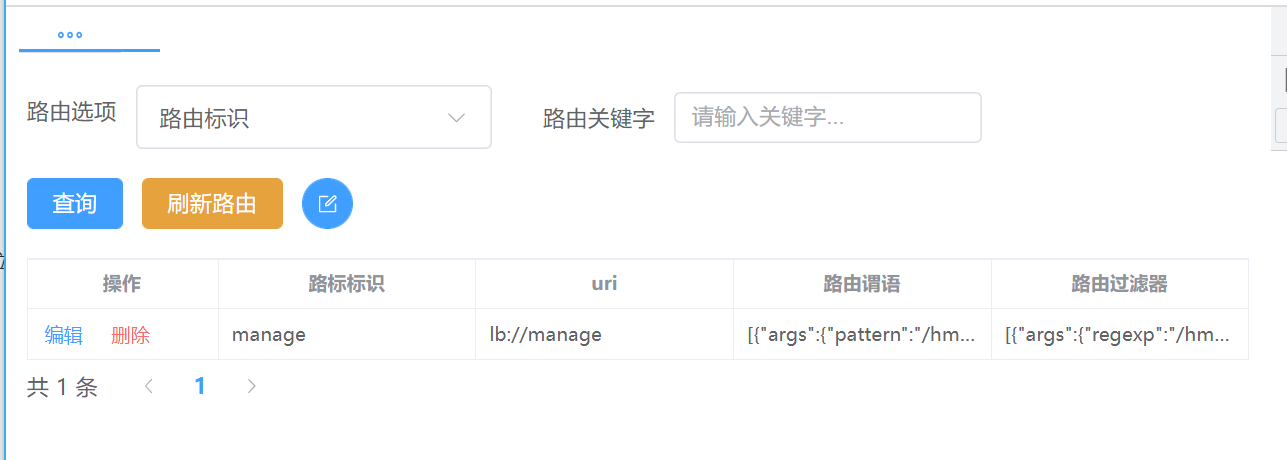 路由选项 路由标识 路由关键字 请输入关键字...
查询 刷新路由
操作 路标标识 uri 路由谓语 路由过滤器
编辑 删除 manage lb://manage [{"args":{"pattern":"/hm... [{"args":{"regexp":"/hm...
共 1 条 1